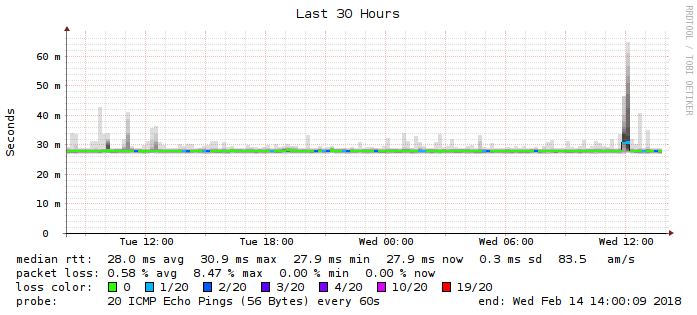 Last 30 Hours
RRDTOOL / TOBI OETIKER
Seconds
60 m
50 m
40 m
30 m
20 m
10 m
0
Tue 12:00 Tue 18:00 Wed 00:00 Wed 06:00 Wed 12:00
median rtt: 28.0 ms avg 30.9 ms max 27.9 ms min 27.9 ms now 0.3 ms sd 83.5 am/s
packet loss: 0.58 % avg 8.47 % max 0.00 % min 0.00 % now
loss color: 0 1/20 2/20 3/20 4/20 10/20 19/20
probe: 20 ICMP Echo Pings (56 Bytes) every 60s end: Wed Feb 14 14:00:09 2018